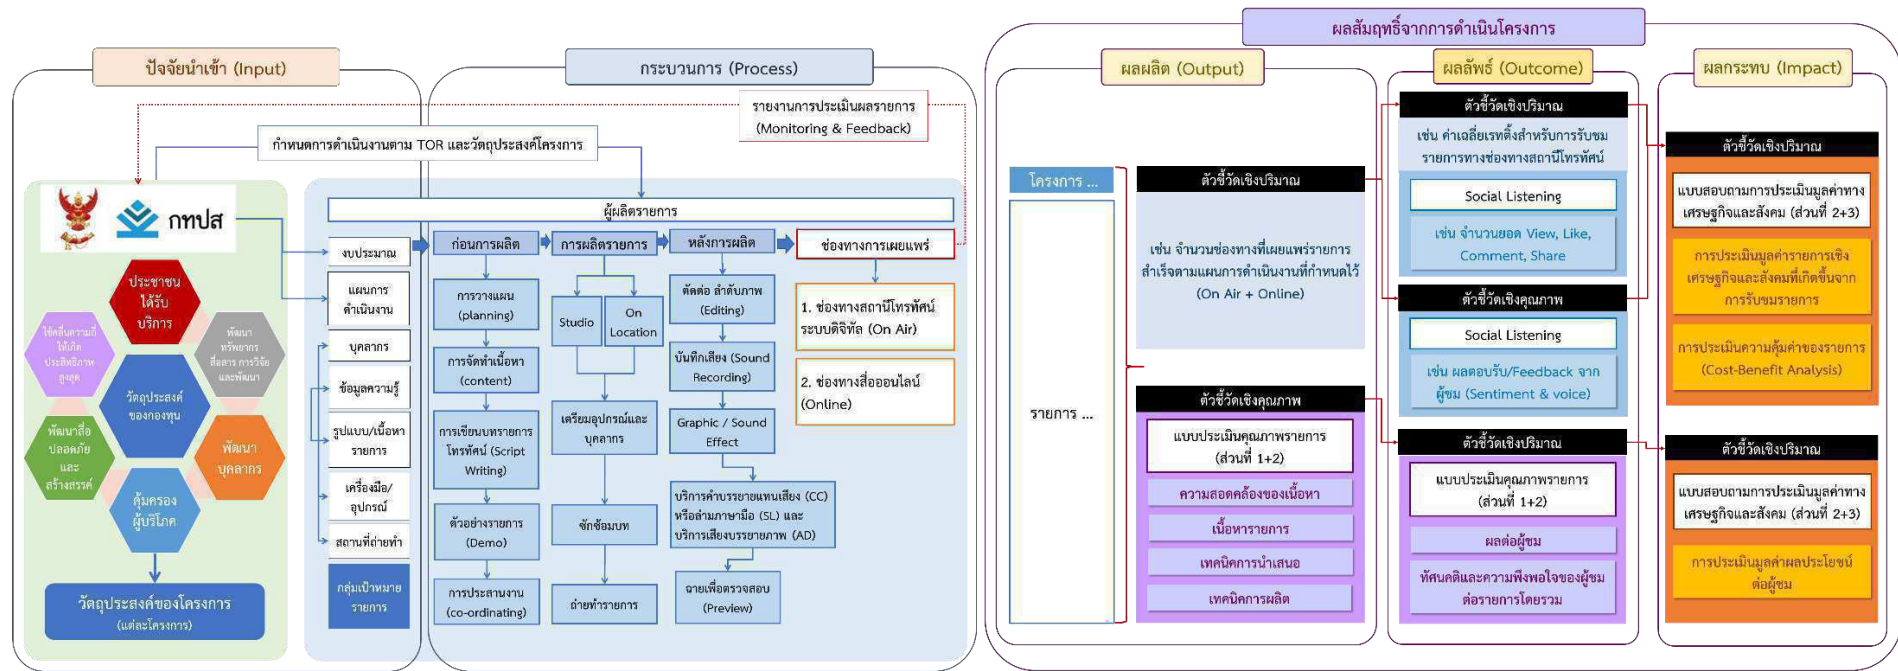 ผลสัมฤทธิ์จากการดำเนินโครงการ
ปัจจัยนำเข้า (Input)
กระบวนการ (Process)
ผลผลิต (Output)
ผลลัพธ์ (Outcome)
ผลกระทบ (Impact)
รายงานการประเมินผลรายการ
(Monitoring & Feedback)
กำหนดการดำเนินงานตาม TOR และวัตถุประสงค์โครงการ
กทปส
ประชาชน
ได้รับ
บริการ
ใช้คลื่นความถี่
ให้เกิด
ประสิทธิภาพ
สูงสุด
พัฒนา
ทรัพยากร
สื่อสาร การวิจัย
และพัฒนา
วัตถุประสงค์
ของกองทุน
พัฒนาสื่อ
ปลอดภัย
และ
สร้างสรรค์
พัฒนา
บุคลากร
คุ้มครอง
ผู้บริโภค
วัตถุประสงค์ของโครงการ
(แต่ละโครงการ)
ผู้ผลิตรายการ
งบประมาณ
แผนการ
ดำเนินงาน
บุคลากร
ข้อมูลความรู้
รูปแบบ/เนื้อหา
รายการ
เครื่องมือ/
อุปกรณ์
สถานที่ถ่ายทำ
กลุ่มเป้าหมาย
รายการ
ก่อนการผลิต
การวางแผน
(planning)
การจัดทำเนื้อหา
(content)
การเขียนบทรายการ
โทรทัศน์ (Script
Writing)
ตัวอย่างรายการ
(Demo)
การประสานงาน
(co-ordinating)
การผลิตรายการ
Studio
On
Location
เตรียมอุปกรณ์และ
บุคลากร
ซักซ้อมบท
ถ่ายทำรายการ
หลังการผลิต
ตัดต่อ ลำดับภาพ
(Editing)
บันทึกเสียง (Sound
Recording)
Graphic / Sound
Effect
บริการคำบรรยายแทนเสียง (CC)
หรือล่ามภาษามือ (SL) และ
บริการเสียงบรรยายภาพ (AD)
ฉายเพื่อตรวจสอบ
(Preview)
ช่องทางการเผยแพร่
1. ช่องทางสถานีโทรทัศน์
ระบบดิจิทัล (On Air)
2. ช่องทางสื่อออนไลน์
(Online)
โครงการ ...
รายการ ...
ตัวชี้วัดเชิงปริมาณ
เช่น จำนวนช่องทางที่เผยแพร่รายการ
สำเร็จตามแผนการดำเนินงานที่กำหนดไว้
(On Air + Online)
ตัวชี้วัดเชิงคุณภาพ
แบบประเมินคุณภาพรายการ
(ส่วนที่ 1+2)
ความสอดคล้องของเนื้อหา
เนื้อหารายการ
เทคนิคการนำเสนอ
เทคนิคการผลิต
ตัวชี้วัดเชิงปริมาณ
เช่น ค่าเฉลี่ยเรทติ้งสำหรับการรับชม
รายการทางช่องทางสถานีโทรทัศน์
Social Listening
เช่น จำนวนยอด View, Like,
Comment, Share
ตัวชี้วัดเชิงคุณภาพ
Social Listening
เช่น ผลตอบรับ/Feedback จาก
ผู้ชม (Sentiment & voice)
ตัวชี้วัดเชิงปริมาณ
แบบประเมินคุณภาพรายการ
(ส่วนที่ 1+2)
ผลต่อผู้ชม
ทัศนคติและความพึงพอใจของผู้ชม
ต่อรายการโดยรวม
ตัวชี้วัดเชิงปริมาณ
แบบสอบถามการประเมินมูลค่าทาง
เศรษฐกิจและสังคม (ส่วนที่ 2+3)
การประเมินมูลค่ารายการเชิง
เศรษฐกิจและสังคมที่เกิดขึ้นจาก
การรับชมรายการ
การประเมินความคุ้มค่าของรายการ
(Cost-Benefit Analysis)
ตัวชี้วัดเชิงปริมาณ
แบบสอบถามการประเมินมูลค่าทาง
เศรษฐกิจและสังคม (ส่วนที่ 2+3)
การประเมินมูลค่าผลประโยชน์
ต่อผู้ชม